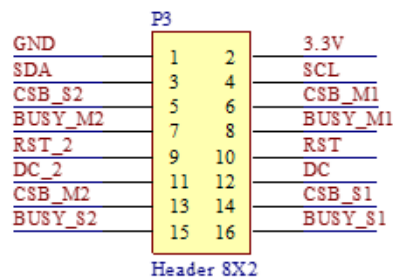 P3
GND 1 2 3.3V
SDA 3 4 SCL
CSB_S2 5 6 CSB_M1
BUSY_M2 7 8 BUSY_M1
RST_2 9 10 RST
DC_2 11 12 DC
CSB_M2 13 14 CSB_S1
BUSY_S2 15 16 BUSY_S1
Header 8X2